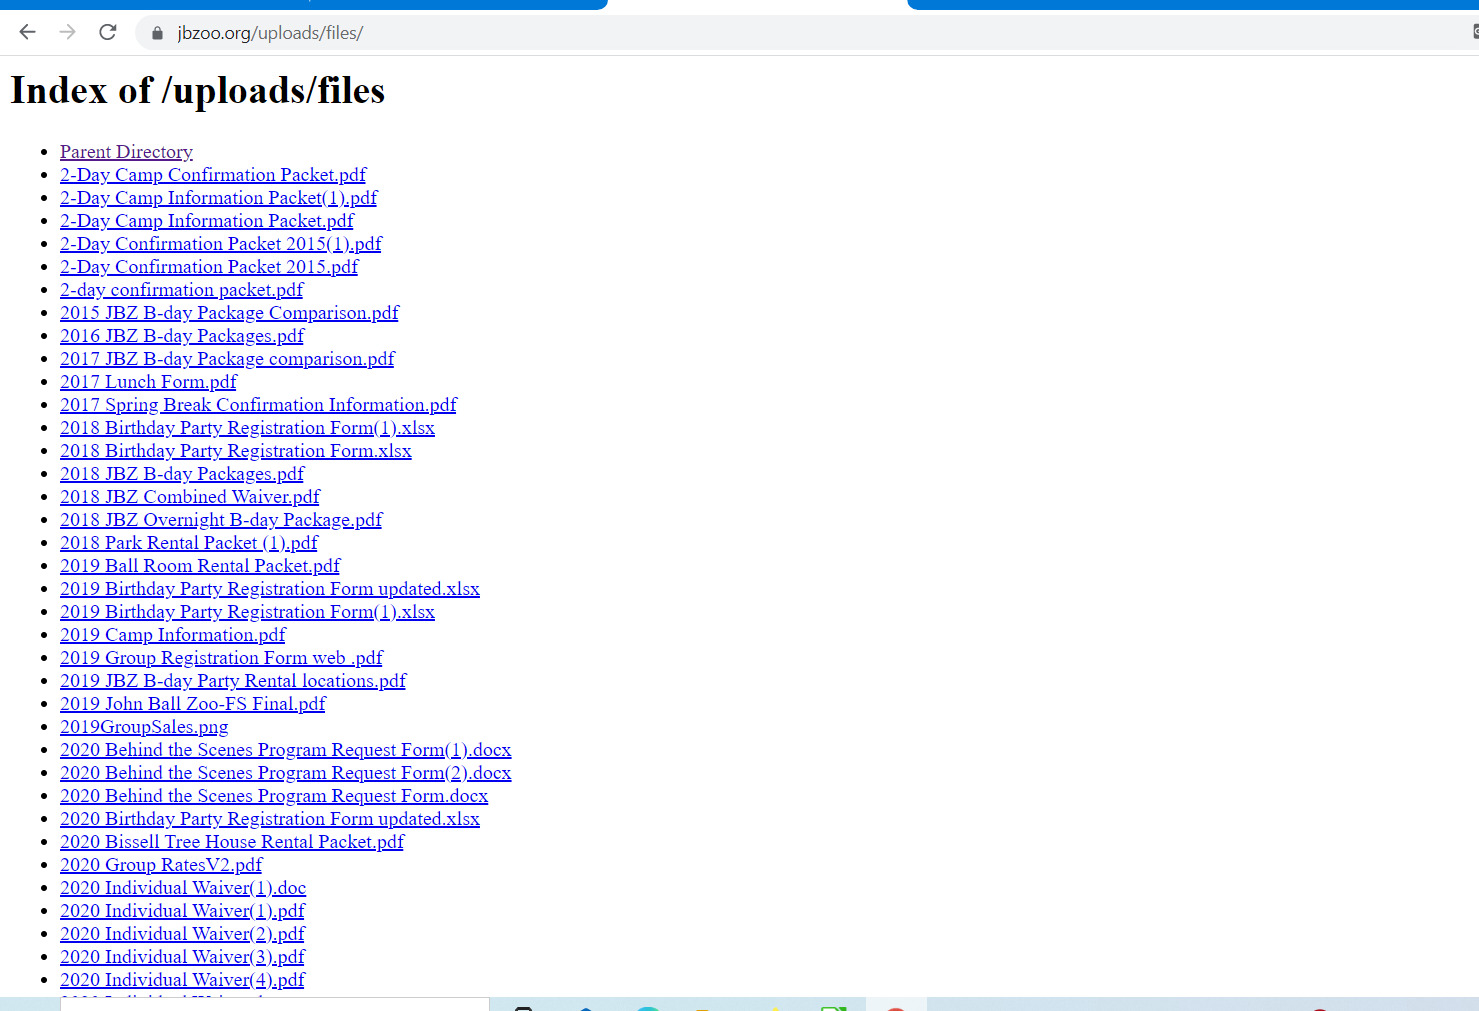 jbzoo.org/uploads/files/
Index of /uploads/files
Parent Directory
2-Day Camp Confirmation Packet.pdf
2-Day Camp Information Packet(1).pdf
2-Day Camp Information Packet.pdf
2-Day Confirmation Packet 2015(1).pdf
2-Day Confirmation Packet 2015.pdf
2-day confirmation packet.pdf
2015 JBZ B-day Package Comparison.pdf
2016 JBZ B-day Packages.pdf
2017 JBZ B-day Package comparison.pdf
2017 Lunch Form.pdf
2017 Spring Break Confirmation Information.pdf
2018 Birthday Party Registration Form(1).xlsx
2018 Birthday Party Registration Form.xlsx
2018 JBZ B-day Packages.pdf
2018 JBZ Combined Waiver.pdf
2018 JBZ Overnight B-day Package.pdf
2018 Park Rental Packet (1).pdf
2019 Ball Room Rental Packet.pdf
2019 Birthday Party Registration Form updated.xlsx
2019 Birthday Party Registration Form(1).xlsx
2019 Camp Information.pdf
2019 Group Registration Form web .pdf
2019 JBZ B-day Party Rental locations.pdf
2019 John Ball Zoo-FS Final.pdf
2019GroupSales.png
2020 Behind the Scenes Program Request Form(1).docx
2020 Behind the Scenes Program Request Form(2).docx
2020 Behind the Scenes Program Request Form.docx
2020 Birthday Party Registration Form updated.xlsx
2020 Bissell Tree House Rental Packet.pdf
2020 Group RatesV2.pdf
2020 Individual Waiver(1).doc
2020 Individual Waiver(1).pdf
2020 Individual Waiver(2).pdf
2020 Individual Waiver(3).pdf
2020 Individual Waiver(4).pdf